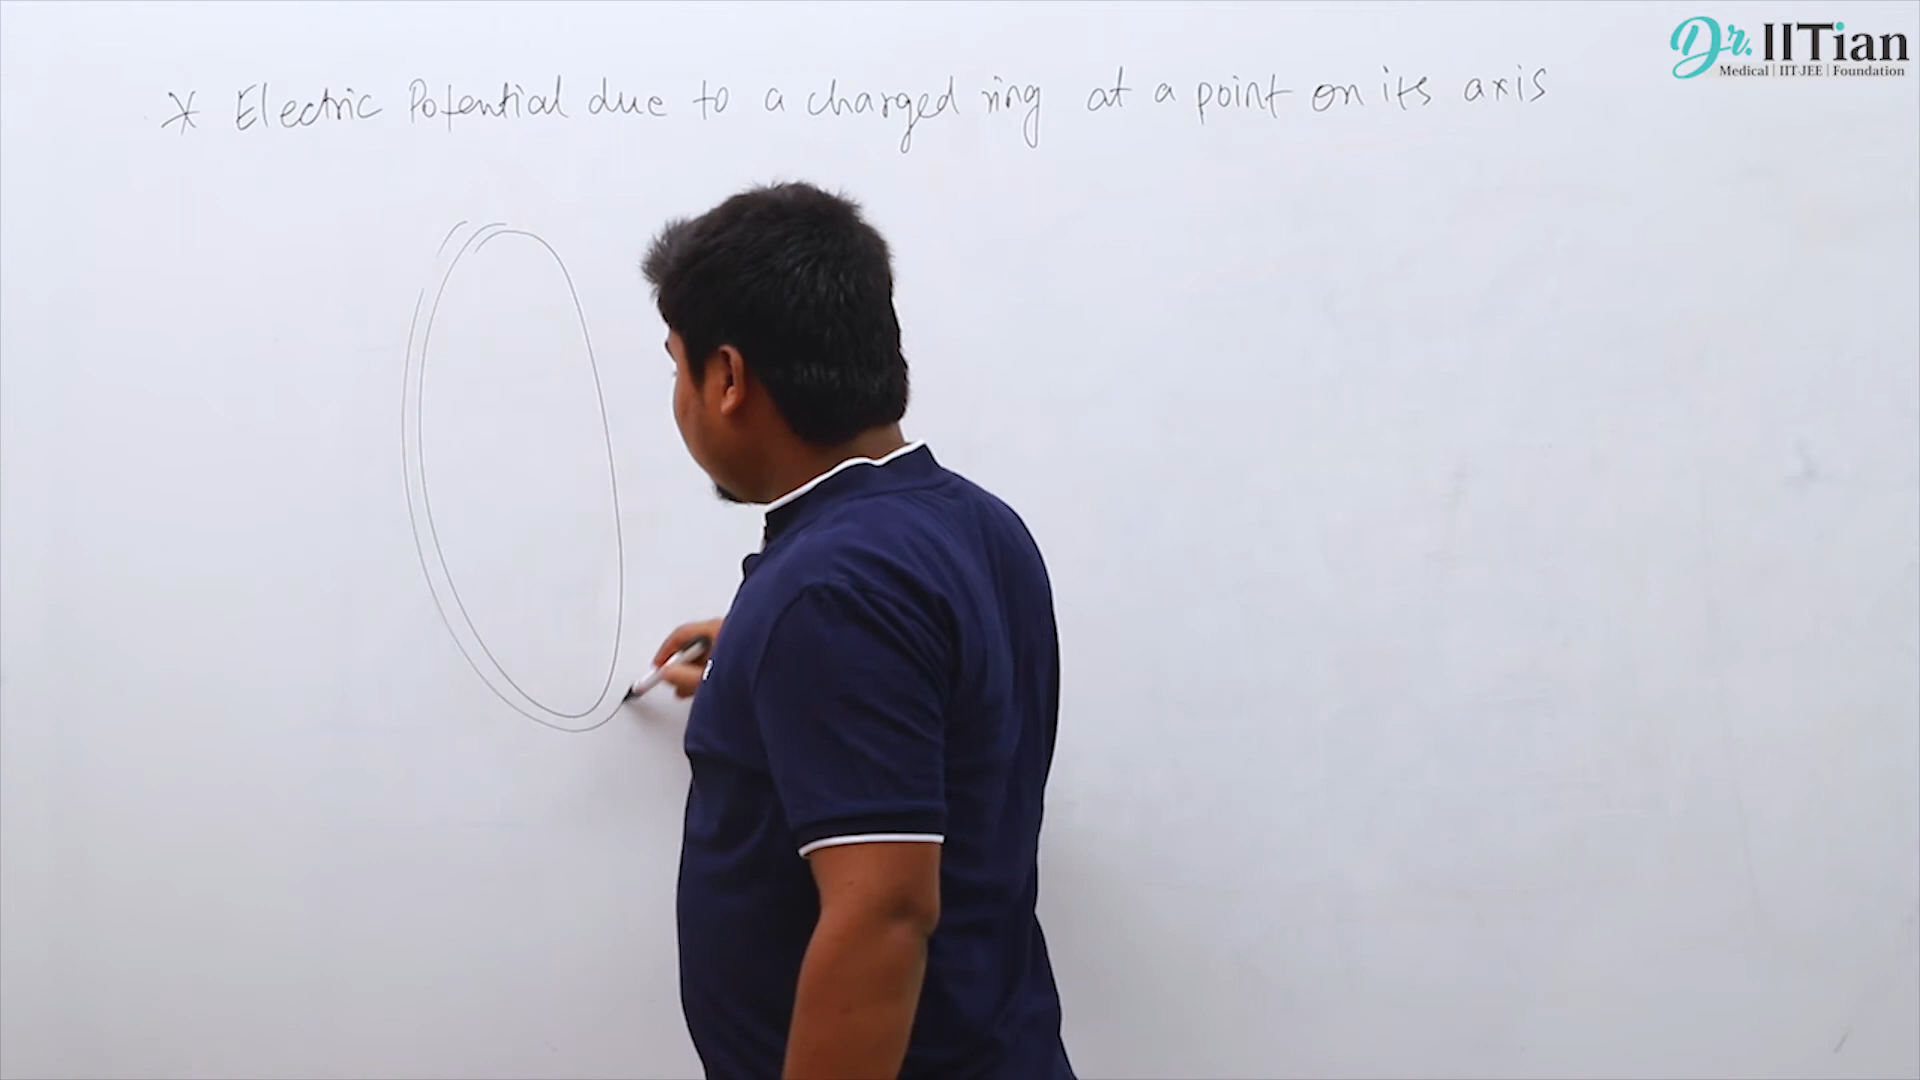 Dr. IITian
Medical | IIT-JEE | Foundation
* Electric Potential due to a charged ring at a point on its axis